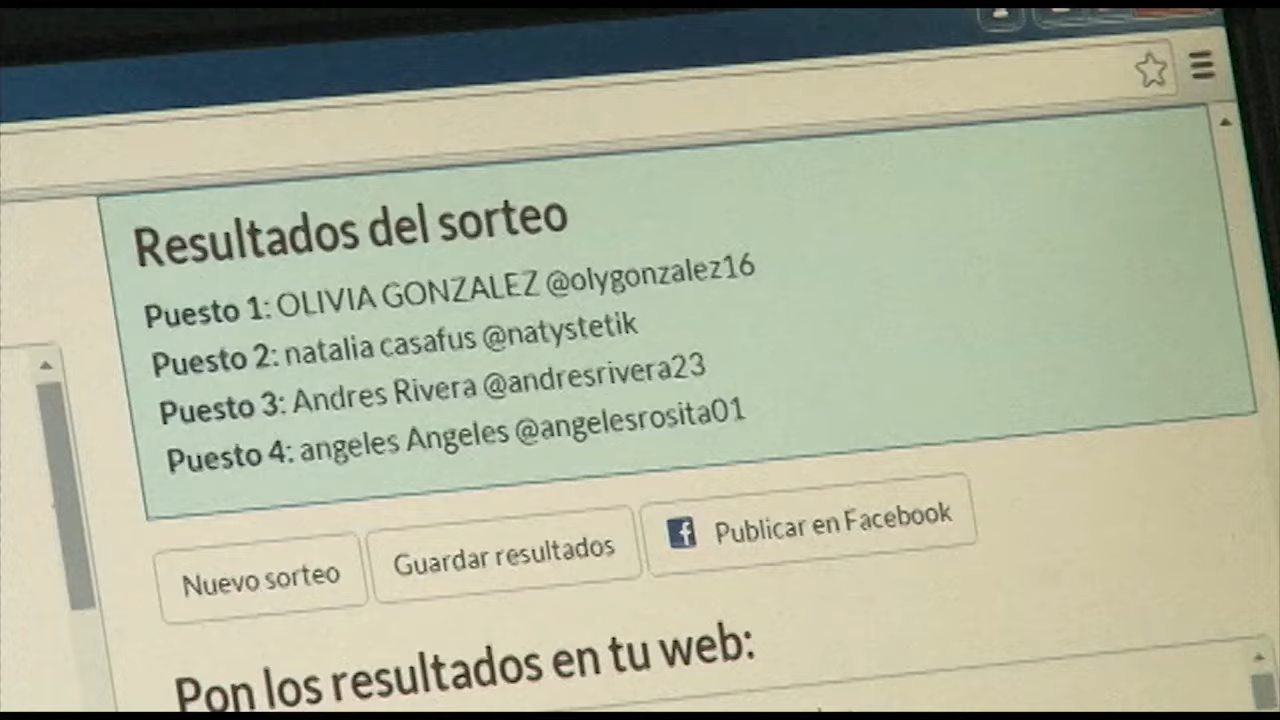 Resultados del sorteo
Puesto 1: OLIVIA GONZALEZ @olygonzalez16
Puesto 2: natalia casafus @natystetik
Puesto 3: Andres Rivera @andresrivera23
Puesto 4: angeles Angeles @angelesrosita01
Nuevo sorteo
Guardar resultados
f Publicar en Facebook
Pon los resultados en tu web: